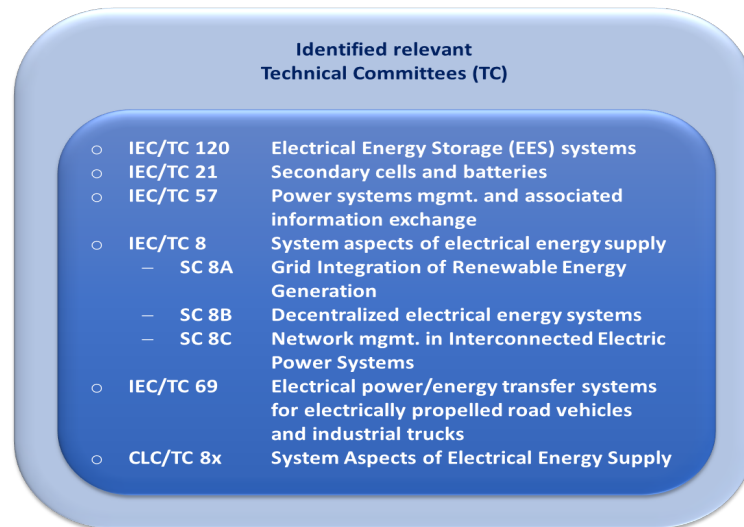 Identified relevant
Technical Committees (TC)
○ IEC/TC 120 Electrical Energy Storage (EES) systems
○ IEC/TC 21 Secondary cells and batteries
○ IEC/TC 57 Power systems mgmt. and associated
information exchange
○ IEC/TC 8 System aspects of electrical energy supply
– SC 8A Grid Integration of Renewable Energy
Generation
– SC 8B Decentralized electrical energy systems
– SC 8C Network mgmt. in Interconnected Electric
Power Systems
○ IEC/TC 69 Electrical power/energy transfer systems
for electrically propelled road vehicles
and industrial trucks
○ CLC/TC 8x System Aspects of Electrical Energy Supply